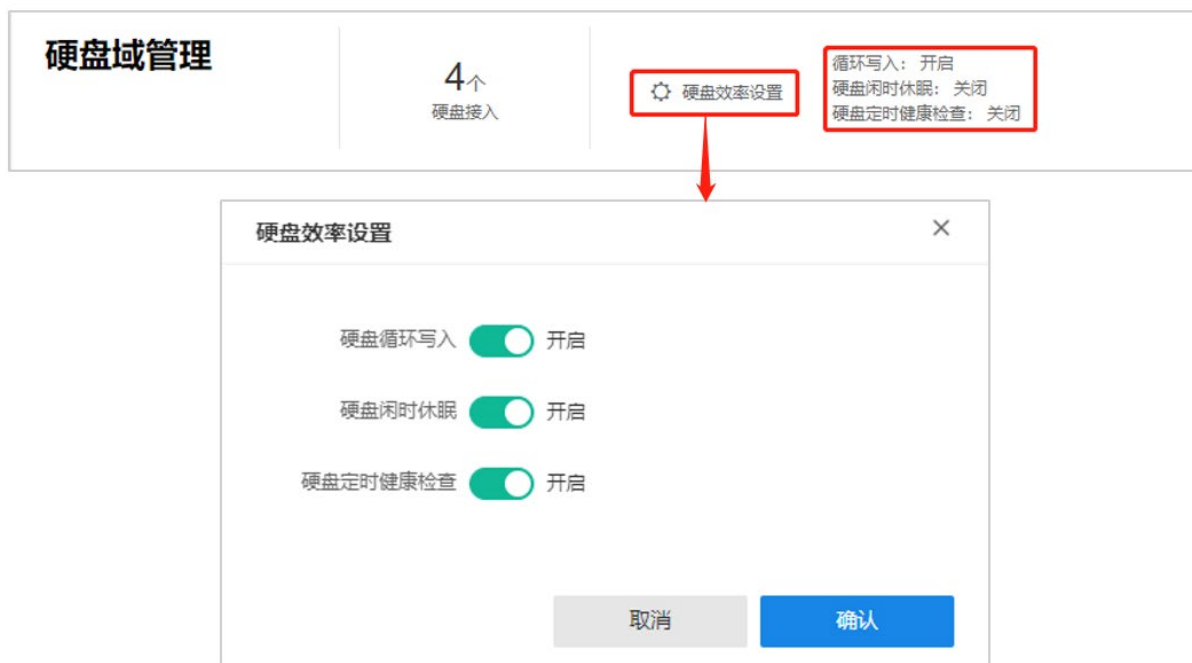 硬盘域管理
4个
硬盘接入
硬盘效率设置
循环写入：开启
硬盘闲时休眠：关闭
硬盘定时健康检查：关闭
硬盘效率设置
硬盘循环写入 开启
硬盘闲时休眠 开启
硬盘定时健康检查 开启
取消 确认